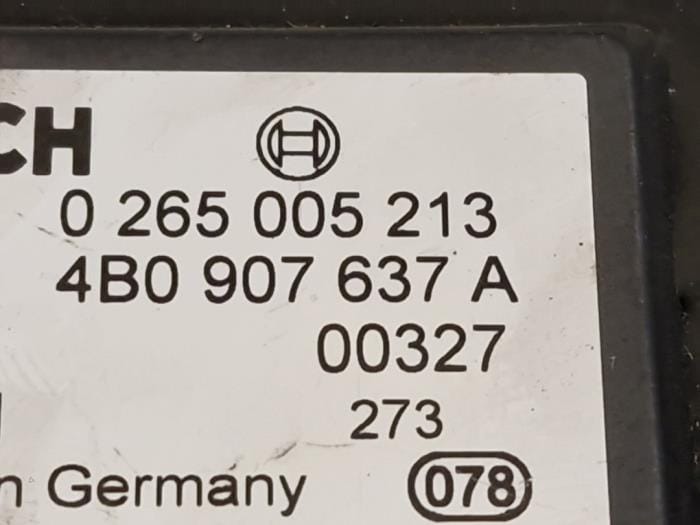 CH
0 265 005 213
4B0 907 637 A
00327
273
n Germany 078